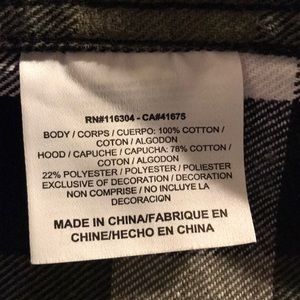 RN#116304 - CA#41675
BODY / CORPS / CUERPO: 100% COTTON /
COTON / ALGODON
HOOD / CAPUCHE / CAPUCHA: 78% COTTON /
COTON / ALGODON
22% POLYESTER / POLYESTER / POLIESTER
EXCLUSIVE OF DECORATION / DECORATION
NON COMPRISE / NO INCLUYE LA
DECORACION
MADE IN CHINA/FABRIQUE EN
CHINE/HECHO EN CHINA